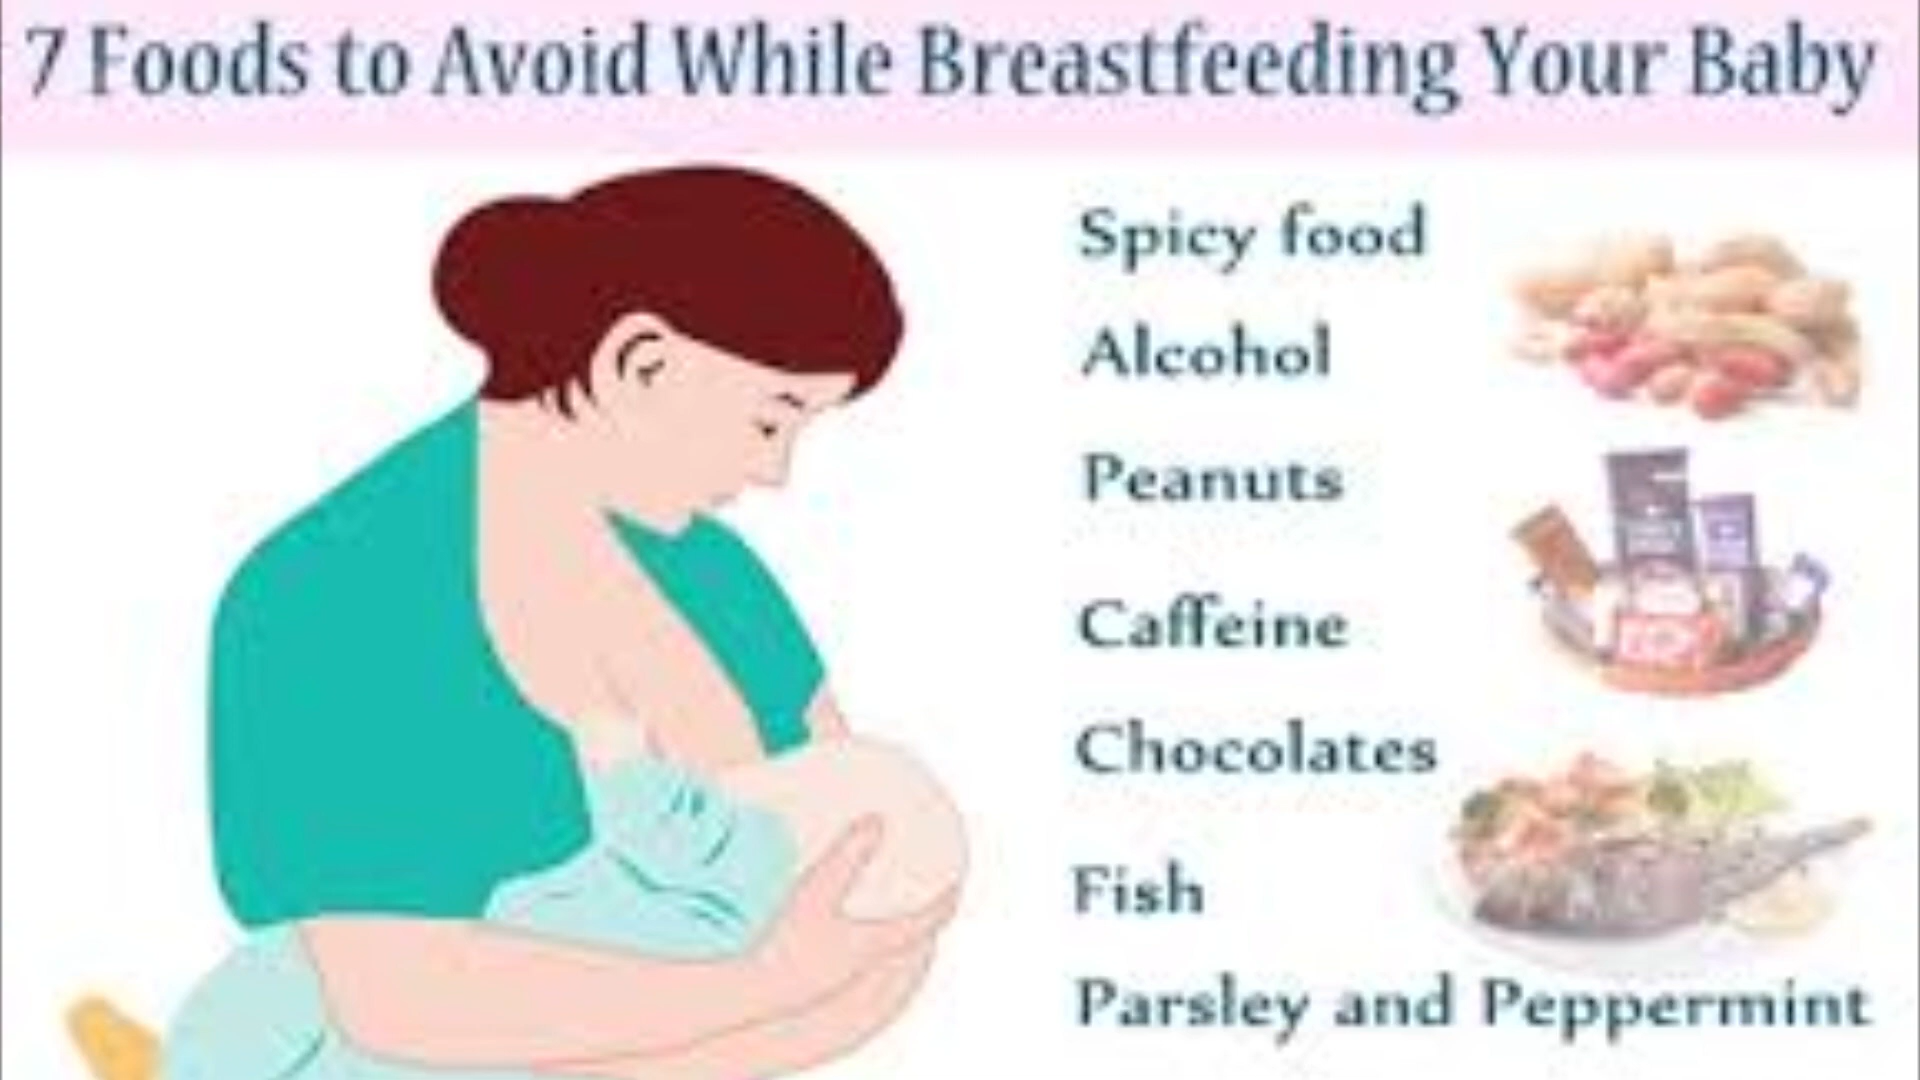 7 Foods to Avoid While Breastfeeding Your Baby
Spicy food
Alcohol
Peanuts
Caffeine
Chocolates
Fish
Parsley and Peppermint